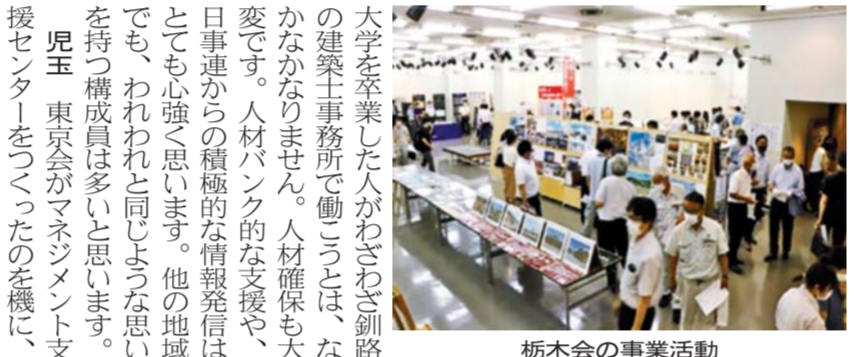 大学を卒業した人がわざわざ釧路
の建築士事務所で働こうとは、な
かなかなりません。人材確保も大
変です。人材バンク的な支援や、
日事連からの積極的な情報発信は
とても心強く思います。他の地域
でも、われわれと同じような思い
を持つ構成員は多いと思います。
児玉　東京会がマネジメント支
援センターをつくったのを機に、
栃木会の事業活動